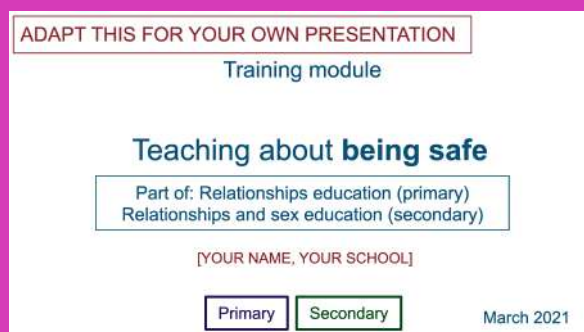 ADAPT THIS FOR YOUR OWN PRESENTATION
Training module
Teaching about being safe
Part of: Relationships education (primary)
Relationships and sex education (secondary)
[YOUR NAME, YOUR SCHOOL]
Primary
Secondary
March 2021